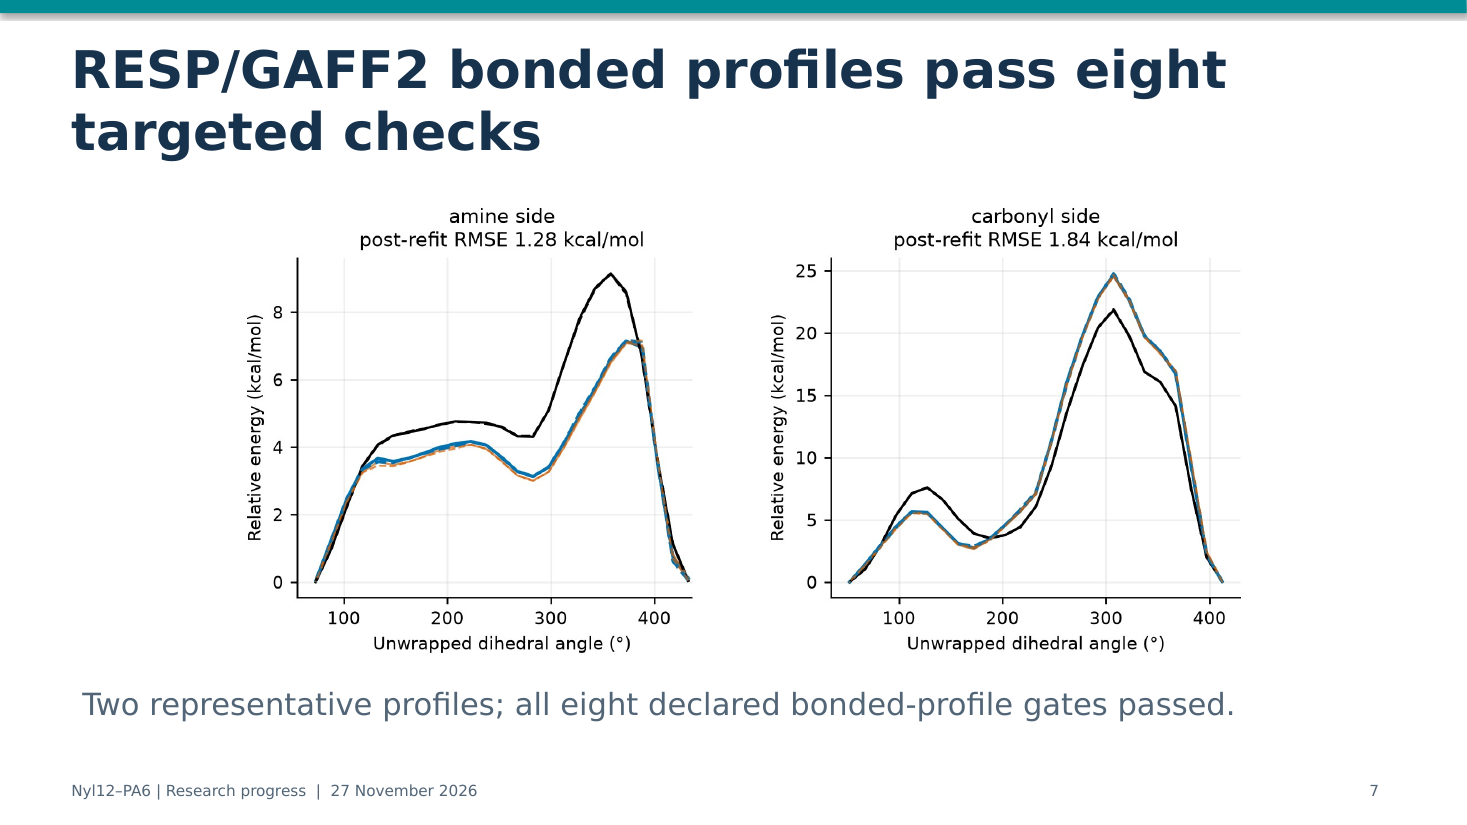 RESP/GAFF2 bonded profiles pass eight
targeted checks
amine side
post-refit RMSE 1.28 kcal/mol
Relative energy (kcal/mol)
8
6
4
2
0
100 200 300 400
Unwrapped dihedral angle (°)
carbonyl side
post-refit RMSE 1.84 kcal/mol
Relative energy (kcal/mol)
25
20
15
10
5
0
100 200 300 400
Unwrapped dihedral angle (°)
Two representative profiles; all eight declared bonded-profile gates passed.
Nyl12–PA6 | Research progress | 27 November 2026
7